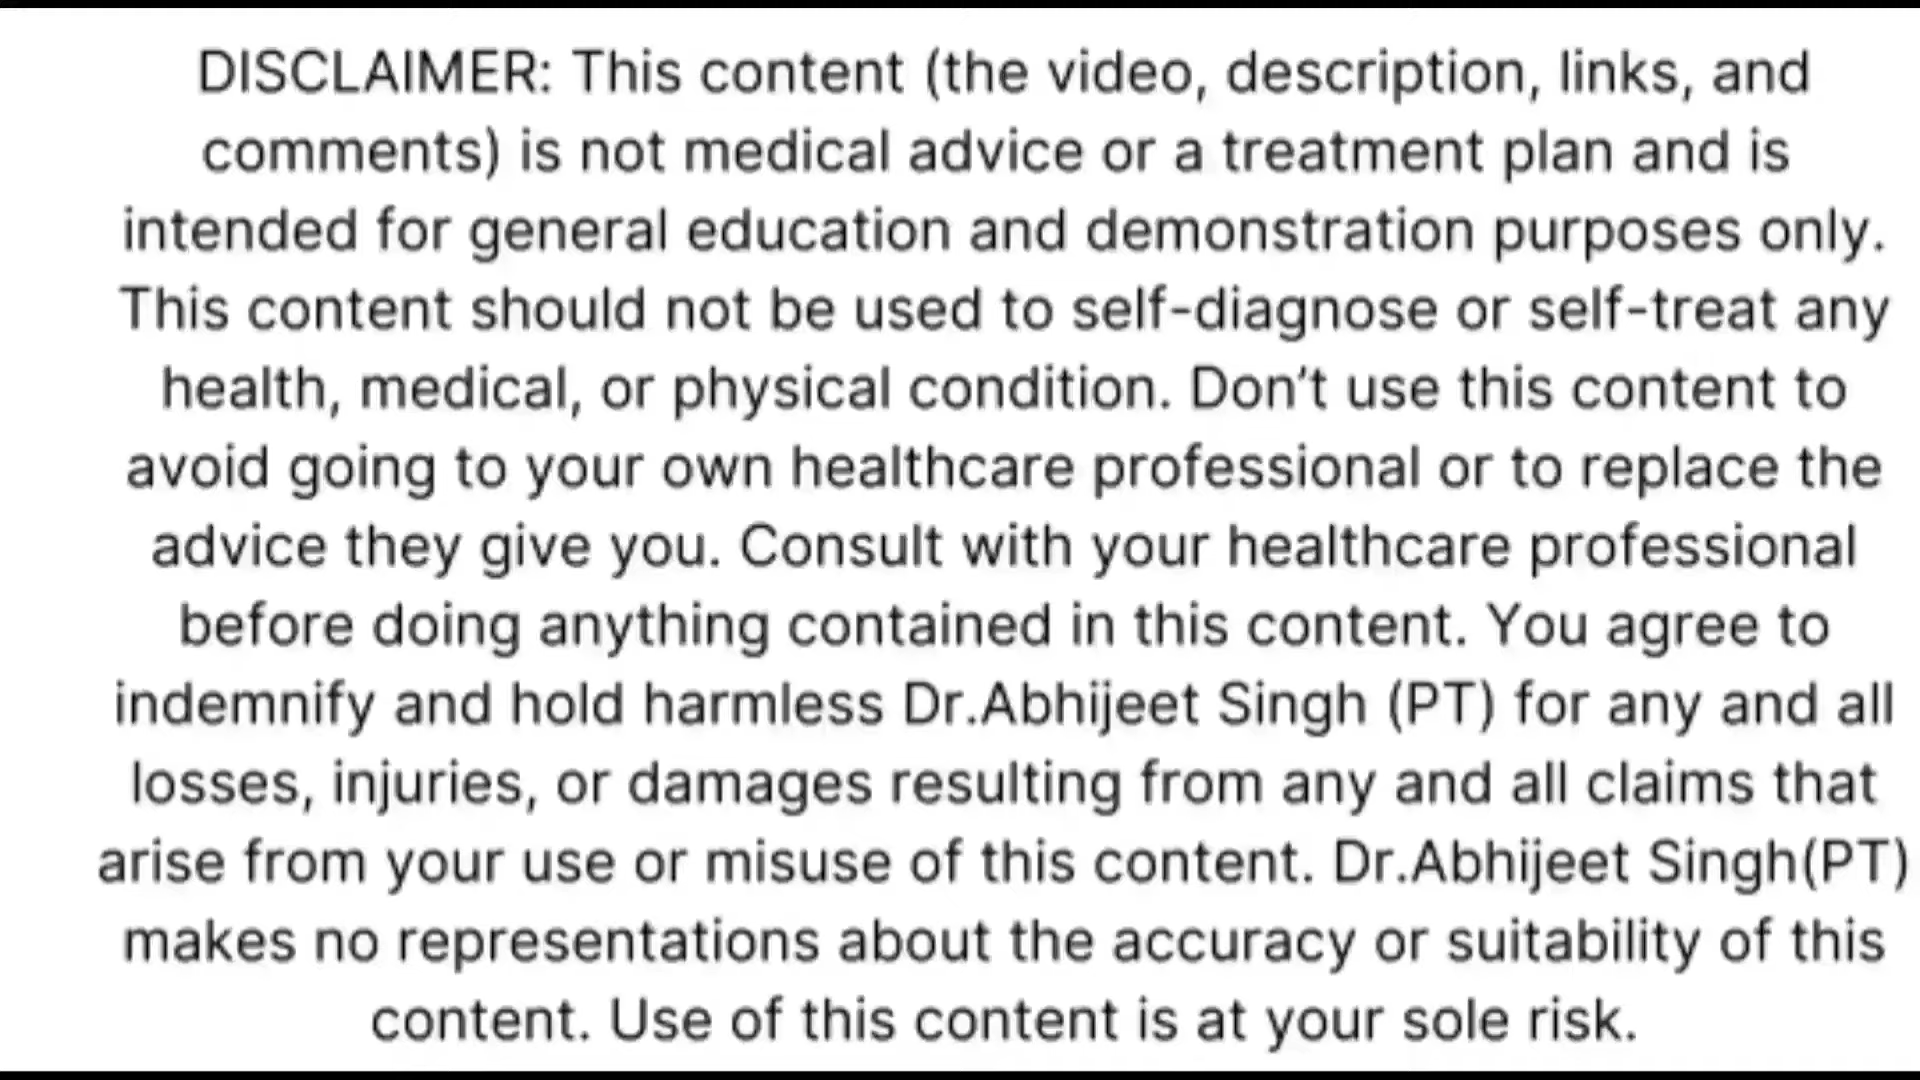 DISCLAIMER: This content (the video, description, links, and
comments) is not medical advice or a treatment plan and is
intended for general education and demonstration purposes only.
This content should not be used to self-diagnose or self-treat any
health, medical, or physical condition. Don’t use this content to
avoid going to your own healthcare professional or to replace the
advice they give you. Consult with your healthcare professional
before doing anything contained in this content. You agree to
indemnify and hold harmless Dr.Abhijeet Singh (PT) for any and all
losses, injuries, or damages resulting from any and all claims that
arise from your use or misuse of this content. Dr.Abhijeet Singh(PT)
makes no representations about the accuracy or suitability of this
content. Use of this content is at your sole risk.